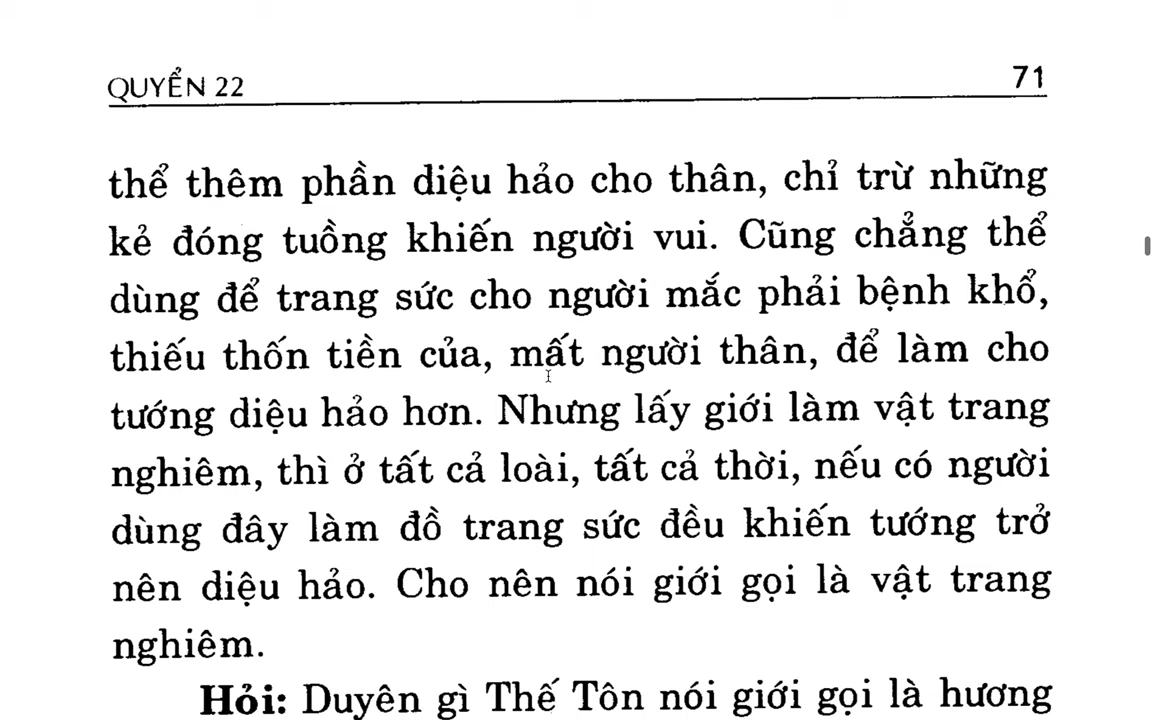 QUYỂN 22
71
thể thêm phần diệu hảo cho thân, chỉ trừ những
kẻ đóng tuồng khiến người vui. Cũng chẳng thể
dùng để trang sức cho người mắc phải bệnh khổ,
thiếu thốn tiền của, mất người thân, để làm cho
tướng diệu hảo hơn. Nhưng lấy giới làm vật trang
nghiêm, thì ở tất cả loài, tất cả thời, nếu có người
dùng đây làm đồ trang sức đều khiến tướng trở
nên diệu hảo. Cho nên nói giới gọi là vật trang
nghiêm.
Hỏi: Duyên gì Thế Tôn nói giới gọi là hương